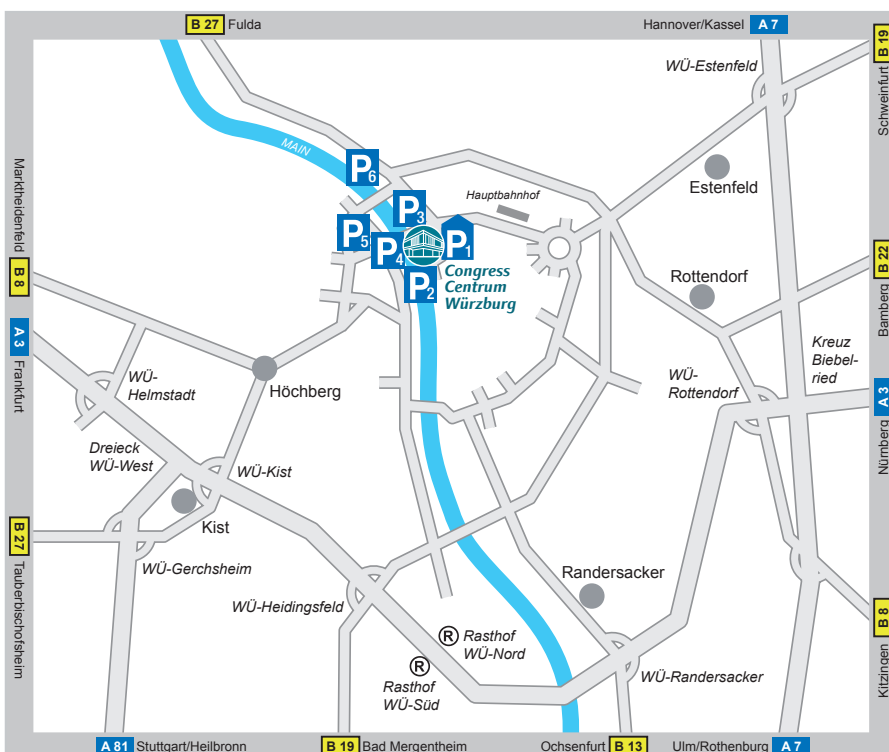 B 27 Fulda
Hannover/Kassel A 7
B 19
Schweinfurt
WÜ-Estenfeld
MAIN
P6
Estenfeld
Hauptbahnhof
Marktheidenfeld
B 8
P3
P5
P4
P1
P2
Congress
Centrum
Würzburg
Rottendorf
B 22
Bamberg
A 3
Frankfurt
Kreuz
Biebel-
ried
WÜ-
Helmstadt
Höchberg
WÜ-
Rottendorf
A 3
Nürnberg
Dreieck
WÜ-West
WÜ-Kist
Kist
B 27
Tauberbischofsheim
WÜ-Gerchsheim
Randersacker
WÜ-Heidingsfeld
B 8
Kitzingen
R Rasthof
WÜ-Nord
R
Rasthof
WÜ-Süd
WÜ-Randersacker
A 81 Stuttgart/Heilbronn
B 19 Bad Mergentheim
Ochsenfurt B 13
Ulm/Rothenburg A 7